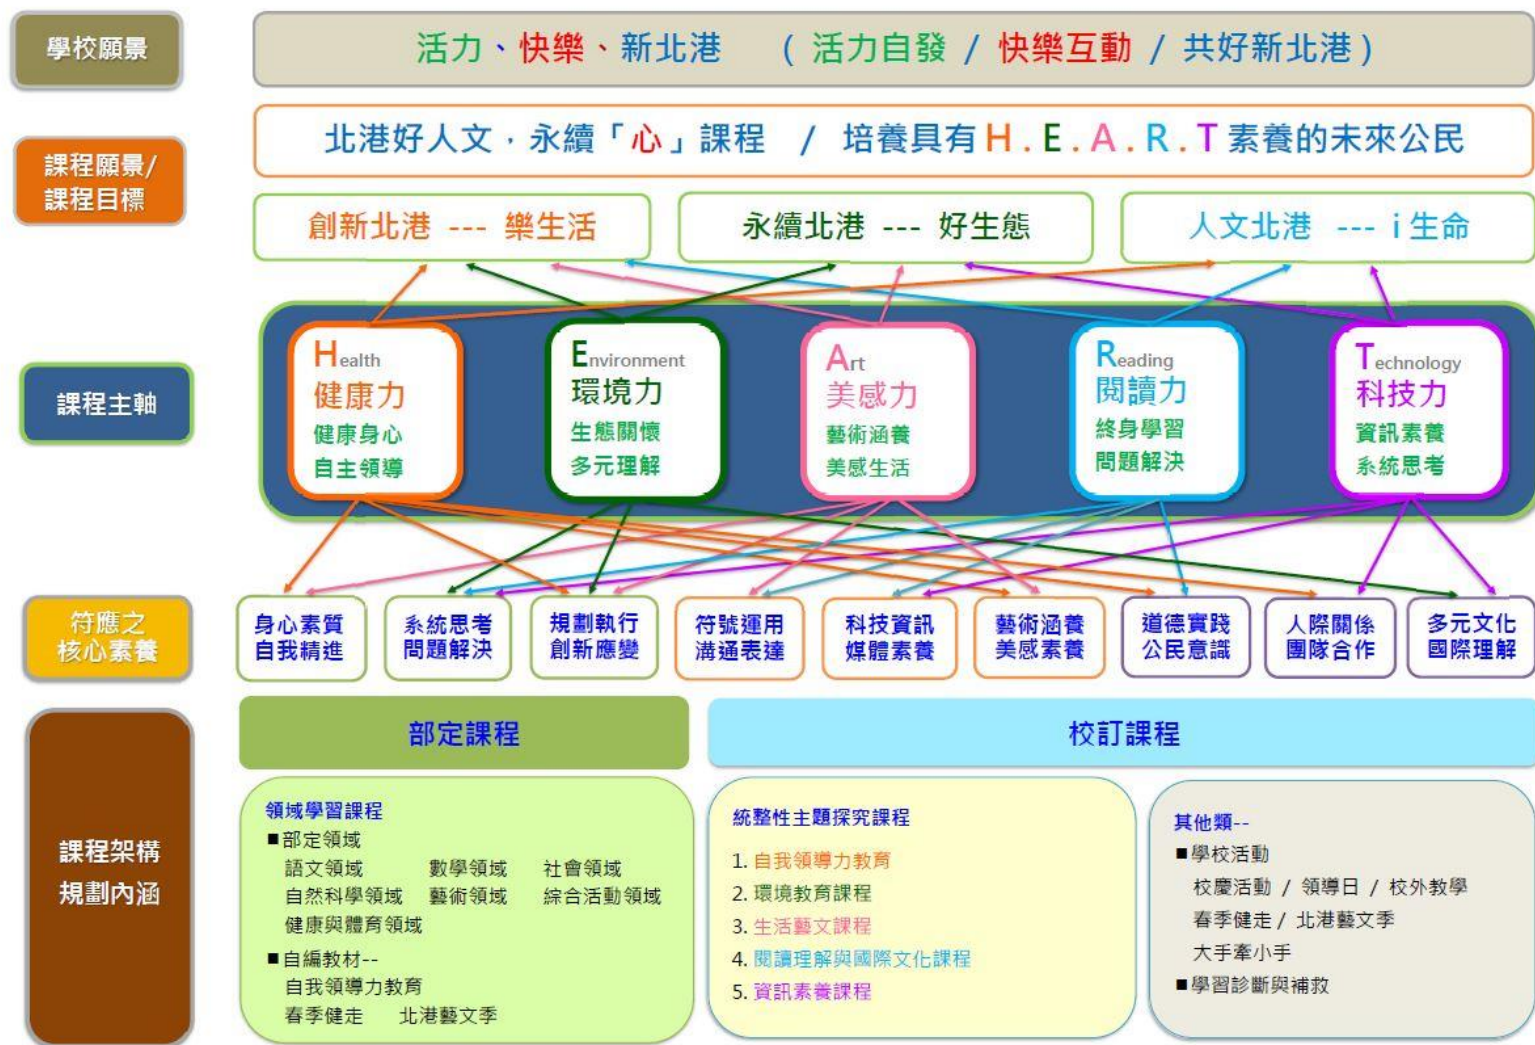 學校願景
活力、快樂、新北港 ( 活力自發 / 快樂互動 / 共好新北港 )
課程願景/
課程目標
北港好人文．永續「心」課程 / 培養具有 H . E . A . R . T 素養的未來公民
創新北港 --- 樂生活
永續北港 --- 好生態
人文北港 --- i 生命
課程主軸
Health
健康力
健康身心
自主領導
Environment
環境力
生態關懷
多元理解
Art
美感力
藝術涵養
美感生活
Reading
閱讀力
終身學習
問題解決
Technology
科技力
資訊素養
系統思考
符應之
核心素養
身心素質
自我精進
系統思考
問題解決
規劃執行
創新應變
符號運用
溝通表達
科技資訊
媒體素養
藝術涵養
美感素養
道德實踐
公民意識
人際關係
團隊合作
多元文化
國際理解
課程架構
規劃內涵
部定課程
領域學習課程
■部定領域
語文領域 數學領域 社會領域
自然科學領域 藝術領域 綜合活動領域
健康與體育領域
■自編教材--
自我領導力教育
春季健走 北港藝文季
校訂課程
統整性主題探究課程
1. 自我領導力教育
2. 環境教育課程
3. 生活藝文課程
4. 閱讀理解與國際文化課程
5. 資訊素養課程
其他類--
■學校活動
校慶活動 / 領導日 / 校外教學
春季健走 / 北港藝文季
大手牽小手
■學習診斷與補救